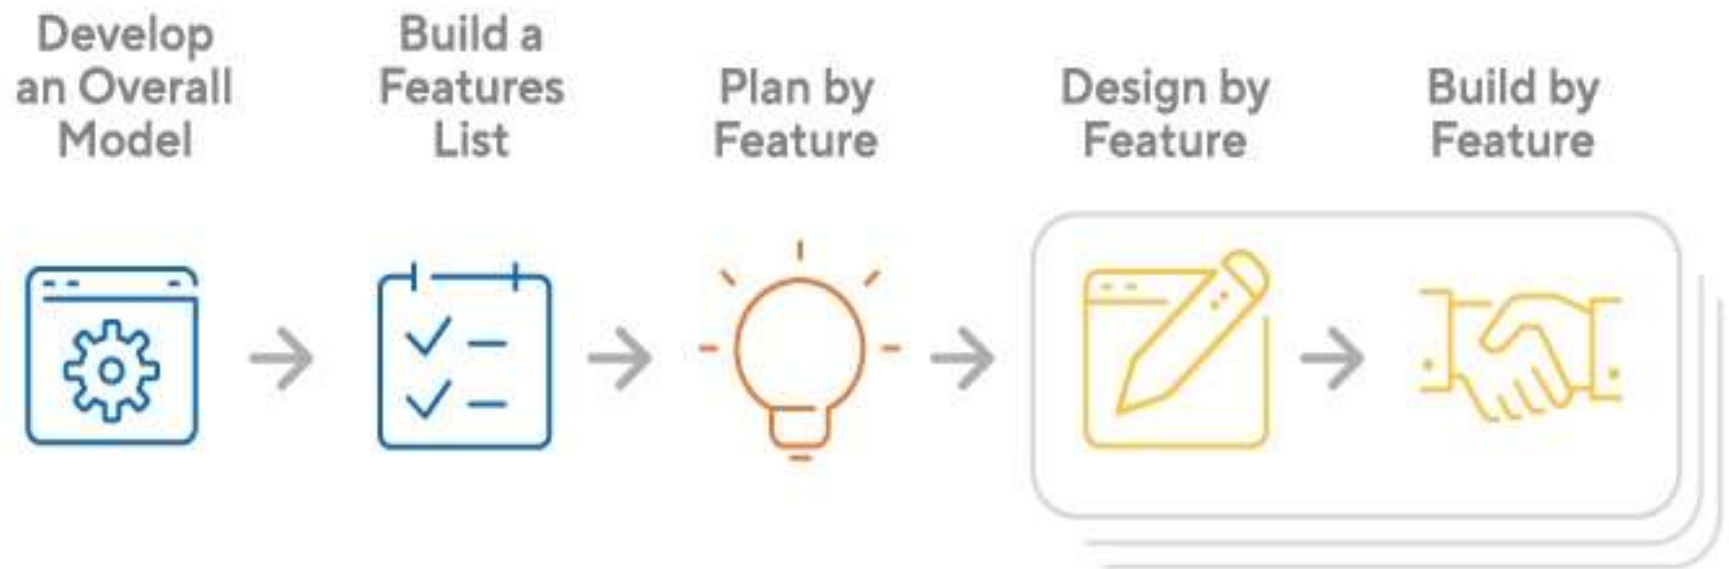 Develop
an Overall
Model
Build a
Features
List
Plan by
Feature
Design by
Feature
Build by
Feature